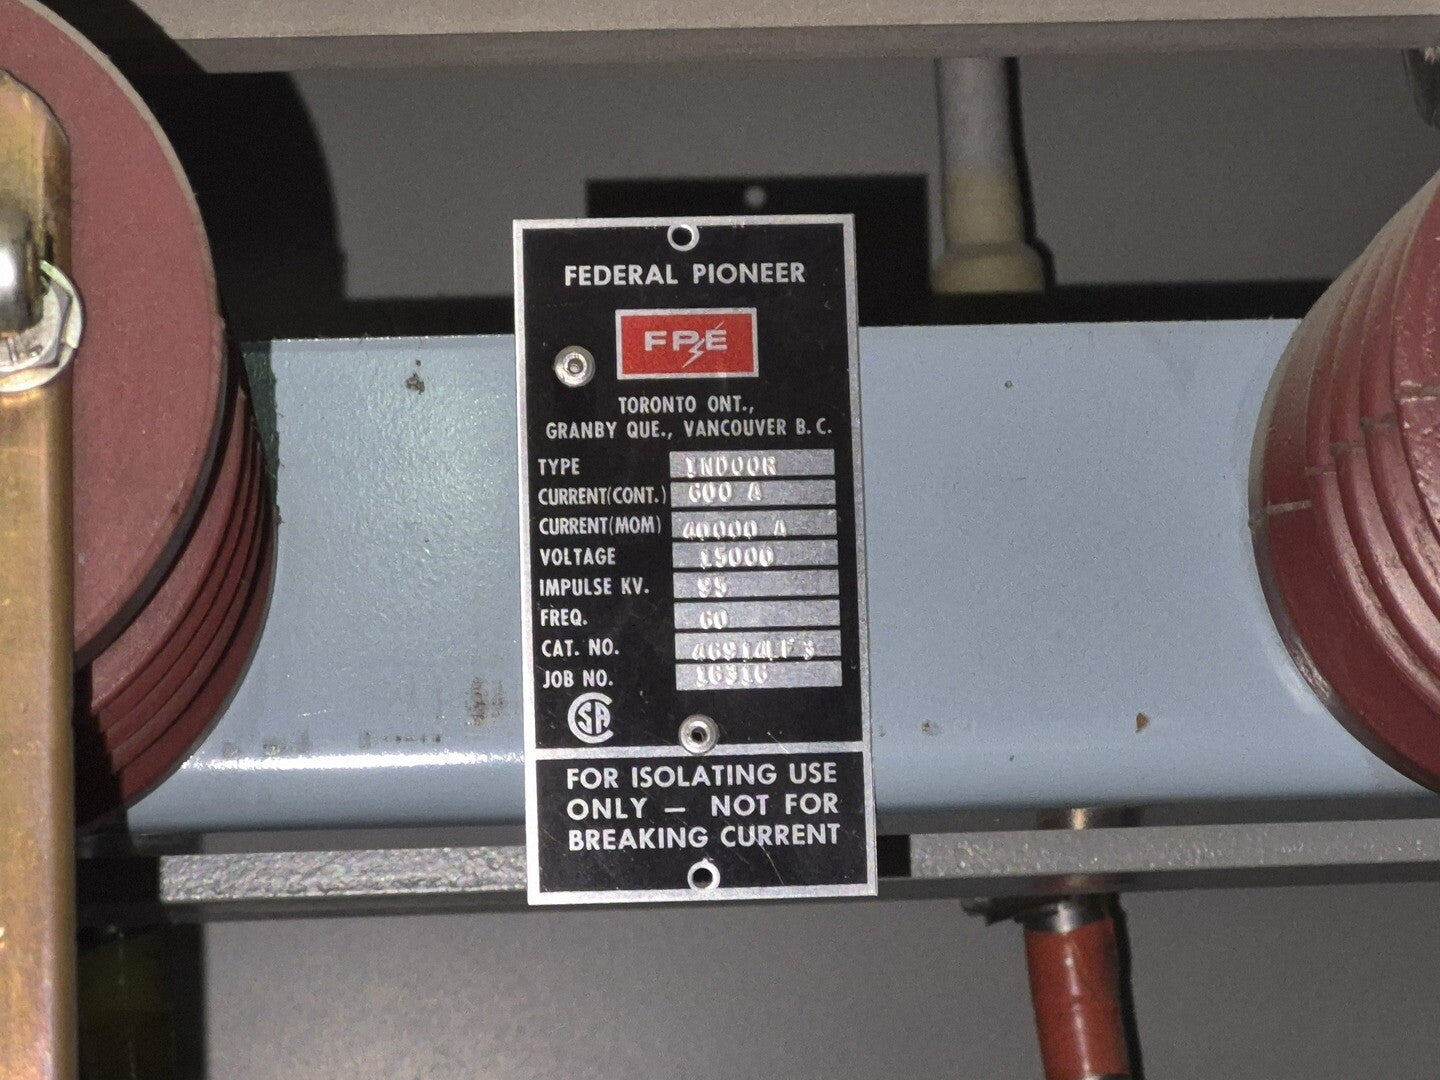 FEDERAL PIONEER
FPE
TORONTO ONT.,
GRANBY QUE., VANCOUVER B.C.
TYPE INDOOR
CURRENT(CONT.) 600 A
CURRENT(MOM) 40000 A
VOLTAGE 15000
IMPULSE KV. 95
FREQ. 60
CAT. NO.
JOB NO.
CSA
FOR ISOLATING USE
ONLY — NOT FOR
BREAKING CURRENT